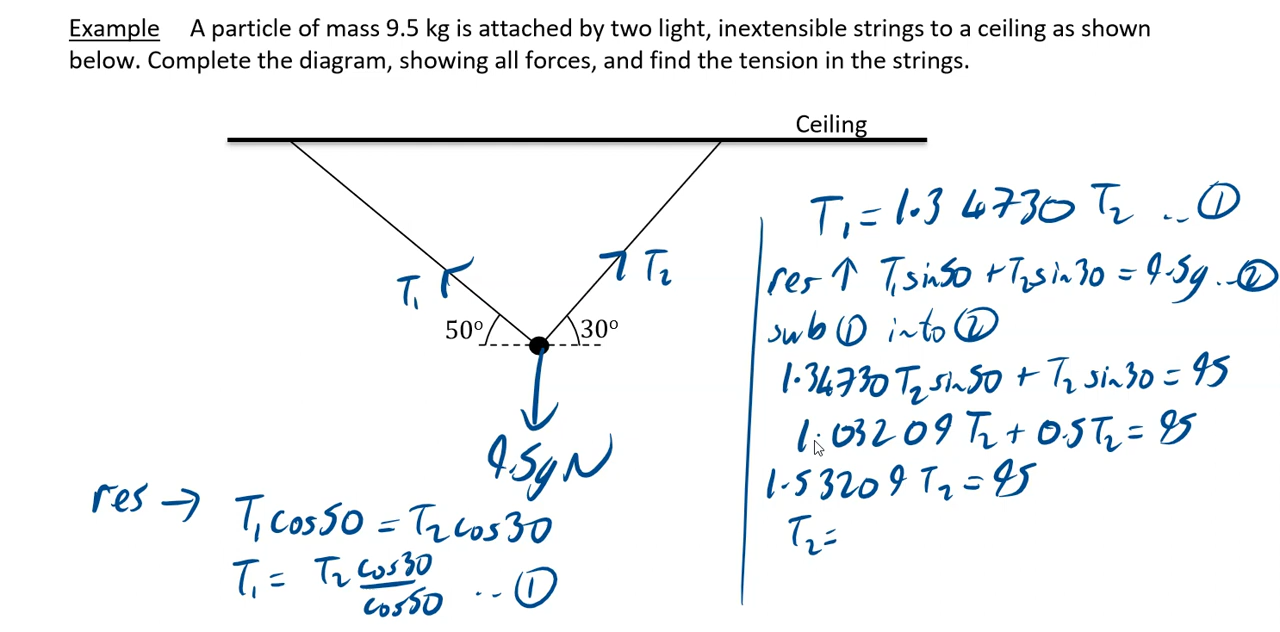 Example A particle of mass 9.5 kg is attached by two light, inextensible strings to a ceiling as shown
below. Complete the diagram, showing all forces, and find the tension in the strings.
Ceiling
T₁
T₂
50°
30°
9.5g N
res → T₁cos50 = T₂cos30
T₁ = T₂ cos30/cos50 ... ①
T₁ = 1.34730 T₂ ... ①
res ↑ T₁sin50 + T₂sin30 = 9.5g ... ②
sub ① into ②
1.34730 T₂ sin50 + T₂ sin30 = 95
1.03209 T₂ + 0.5T₂ = 95
1.53209 T₂ = 95
T₂ =